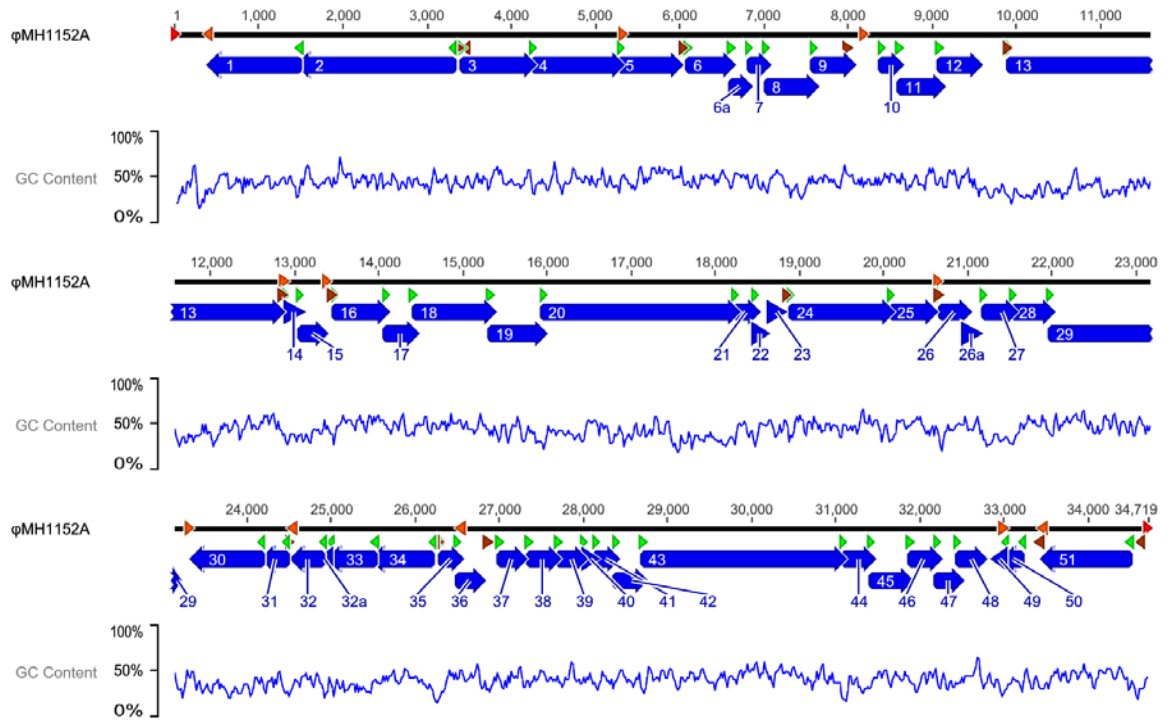 1 1,000 2,000 3,000 4,000 5,000 6,000 7,000 8,000 9,000 10,000 11,000
φMH1152A
1 2 3 4 5 6 9 12 13
6a 7 8 10 11
100%
GC Content 50%
0%
12,000 13,000 14,000 15,000 16,000 17,000 18,000 19,000 20,000 21,000 22,000 23,000
φMH1152A
13 16 18 20 24 25 28
19 29
14 15 17 21 22 23 26 26a 27
100%
GC Content 50%
0%
24,000 25,000 26,000 27,000 28,000 29,000 30,000 31,000 32,000 33,000 34,000 34,719
φMH1152A
30 33 34 43 51
45
29 31 32 32a 35 36 37 38 39 40 41 42 44 46 47 48 49 50
100%
GC Content 50%
0%